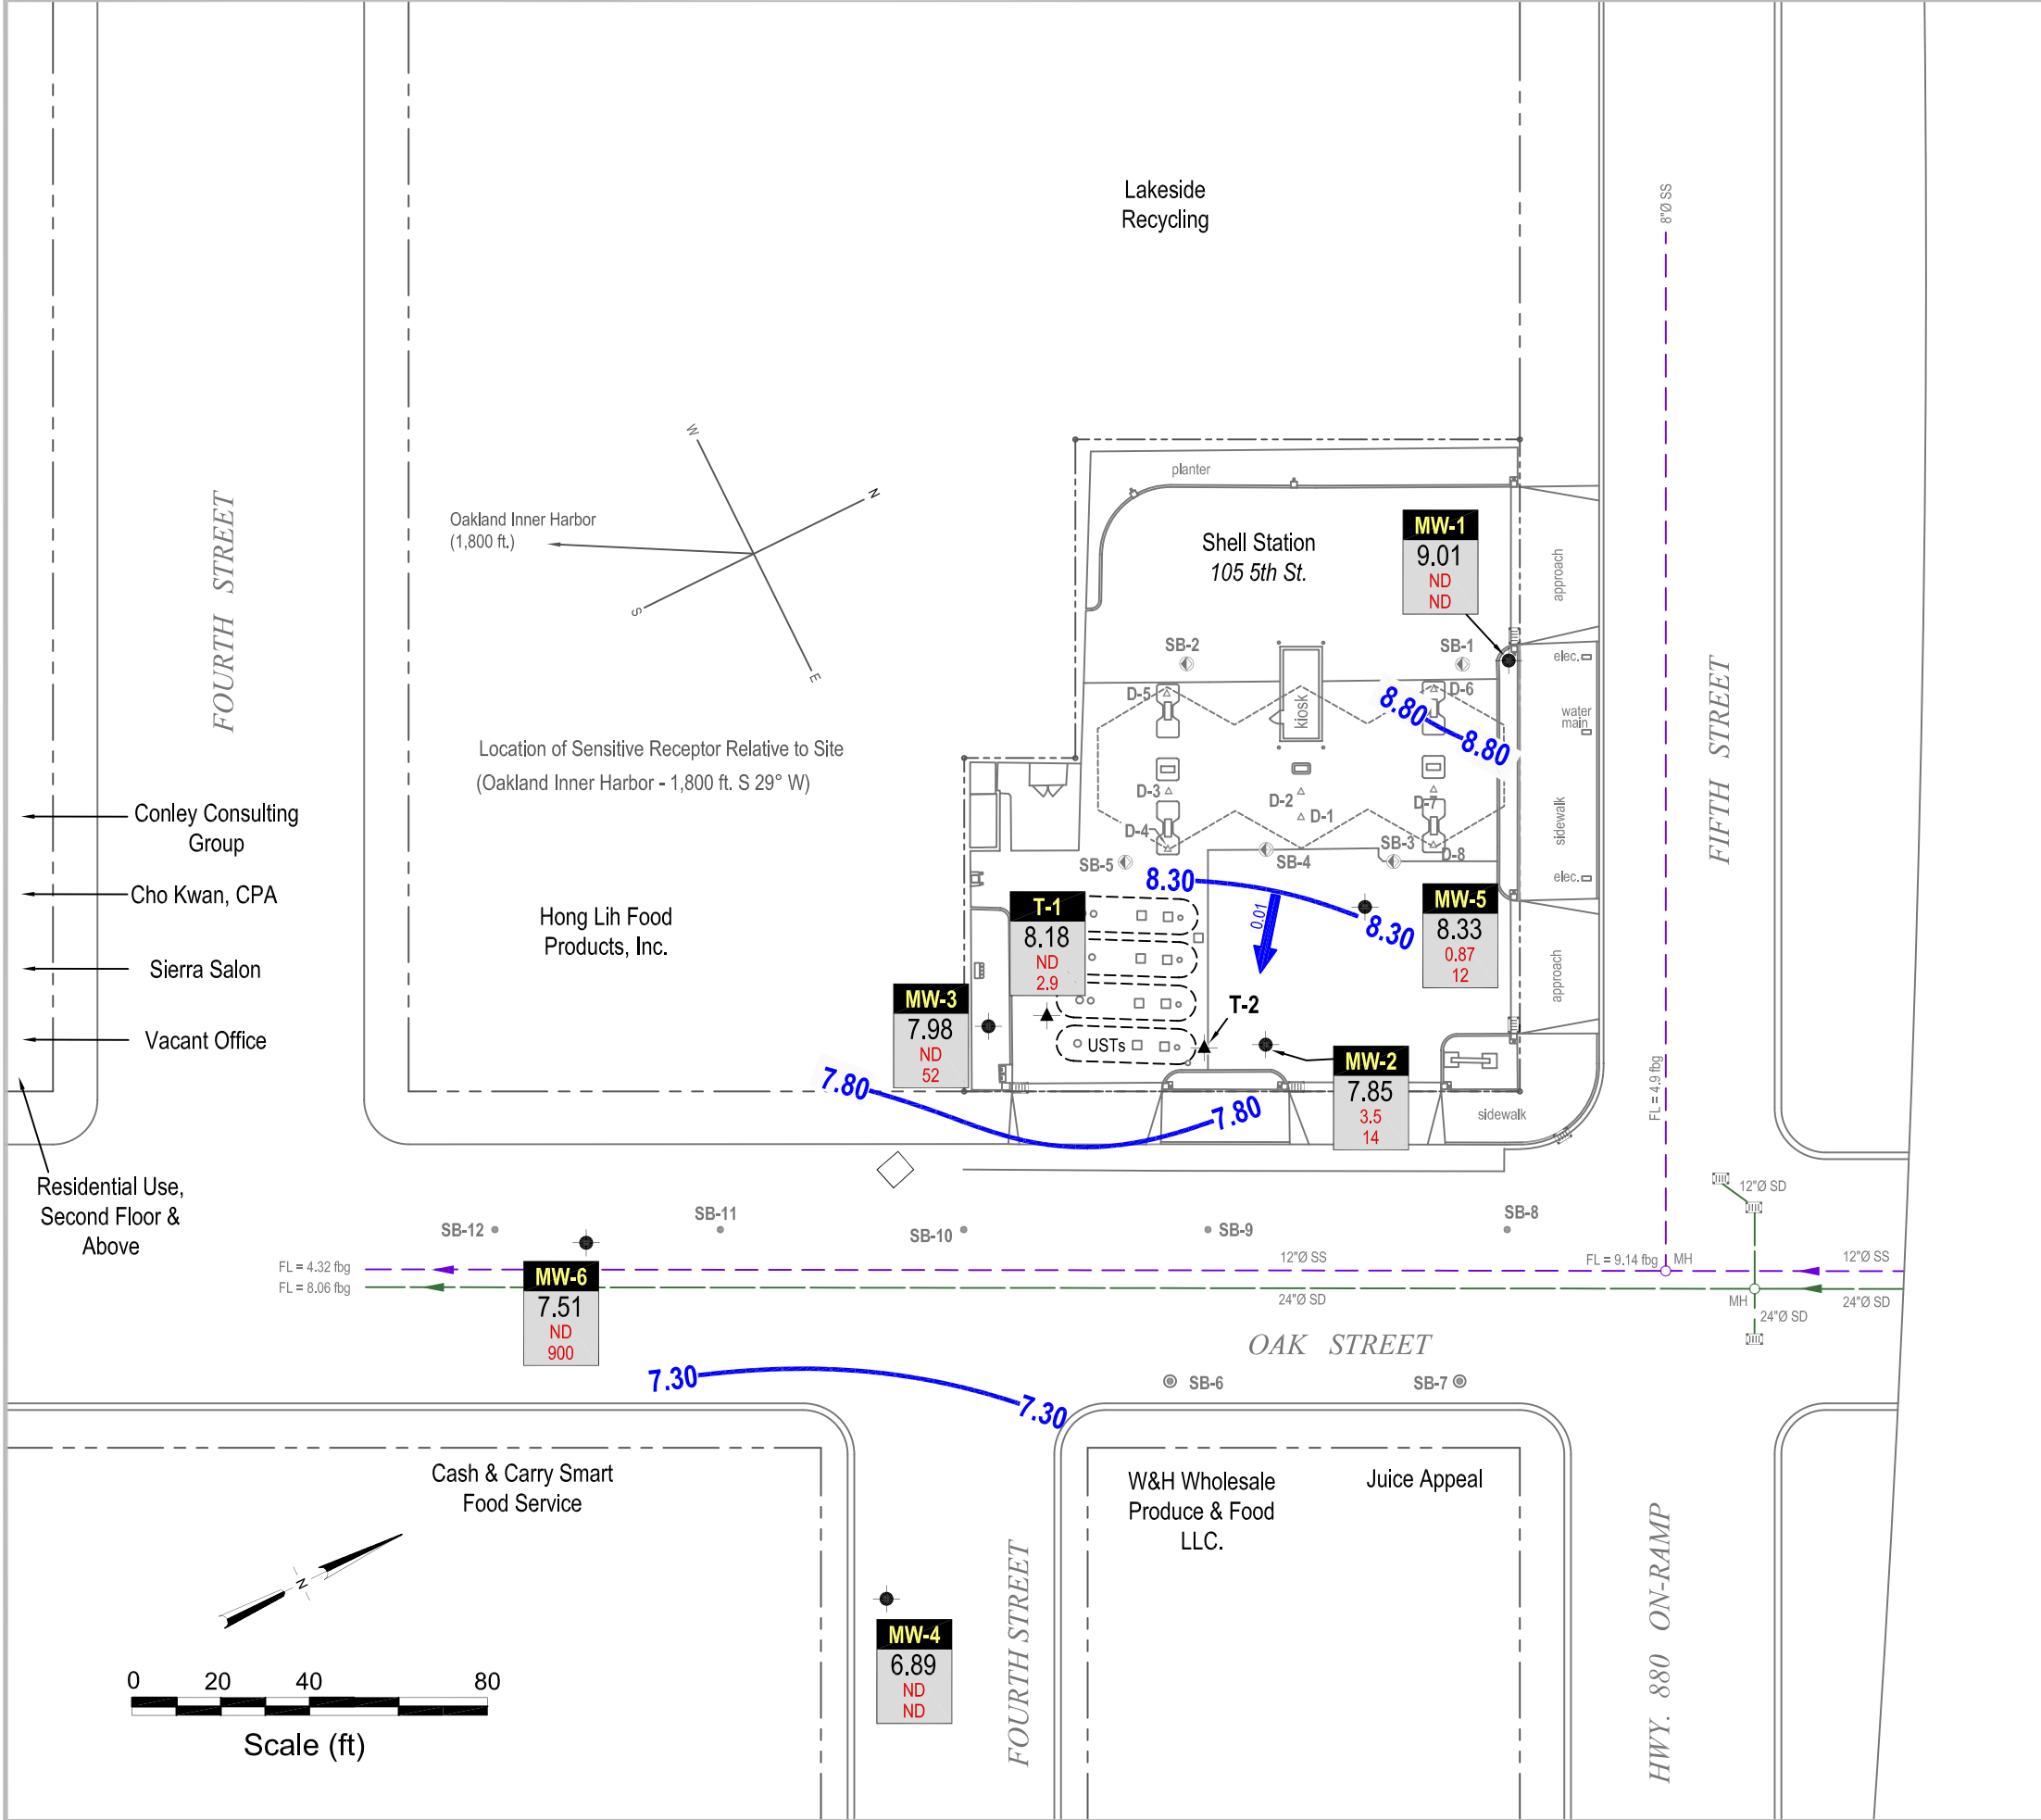 Lakeside
Recycling
8"Ø SS
W
N
S
E
Oakland Inner Harbor
(1,800 ft.)
planter
Shell Station
105 5th St.
MW-1
9.01
ND
ND
approach
FOURTH STREET
SB-2
SB-1
elec.
D-5
kiosk
8.80
D-6
water
main
8.80
FIFTH STREET
Location of Sensitive Receptor Relative to Site
(Oakland Inner Harbor - 1,800 ft. S 29° W)
D-3
D-2
D-7
D-1
Conley Consulting
Group
D-4
SB-3
D-8
sidewalk
SB-5
SB-4
elec.
Cho Kwan, CPA
8.30
8.30
0.01
Hong Lih Food
Products, Inc.
T-1
8.18
ND
2.9
MW-5
8.33
0.87
12
approach
Sierra Salon
MW-3
7.98
ND
52
T-2
USTs
Vacant Office
MW-2
7.85
3.5
14
7.80
7.80
sidewalk
FL = 4.9 fbg
Residential Use,
Second Floor &
Above
12"Ø SD
SB-12
SB-11
SB-10
SB-9
SB-8
FL = 4.32 fbg
FL = 8.06 fbg
12"Ø SS
FL = 9.14 fbg
MH
12"Ø SS
24"Ø SD
MH
24"Ø SD
24"Ø SD
MW-6
7.51
ND
900
OAK STREET
7.30
7.30
SB-6
SB-7
Cash & Carry Smart
Food Service
W&H Wholesale
Produce & Food
LLC.
Juice Appeal
N
FOURTH STREET
HWY. 880 ON-RAMP
MW-4
6.89
ND
ND
0 20 40 80
Scale (ft)